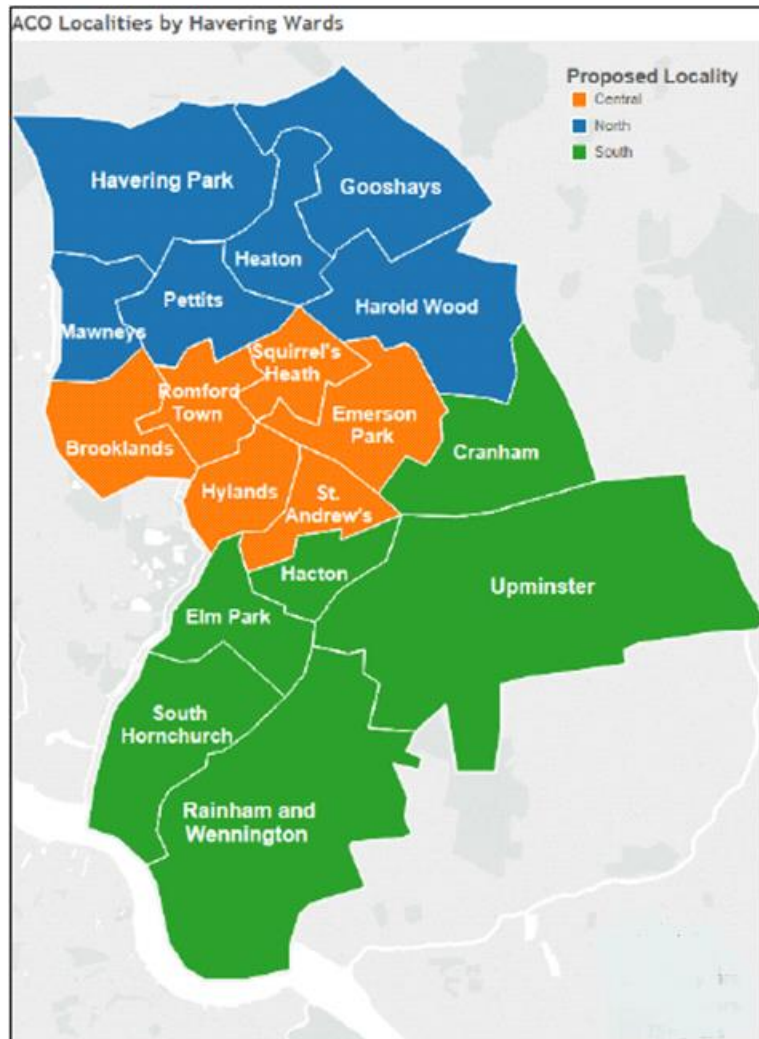 ACO Localities by Havering Wards
Proposed Locality
Central
North
South
Havering Park
Gooshays
Heaton
Pettits
Harold Wood
Mawneys
Squirrel's
Heath
Romford
Town
Emerson
Park
Brooklands
Cranham
Hylands
St.
Andrew's
Hacton
Upminster
Elm Park
South
Hornchurch
Rainham and
Wennington